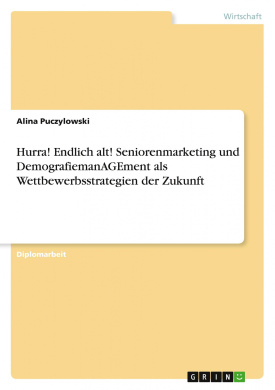 Wirtschaft
Alina Puczylowski
Hurra! Endlich alt! Seniorenmarketing und
DemografiemanAGEment als
Wettbewerbsstrategien der Zukunft
Diplomarbeit
GRIN